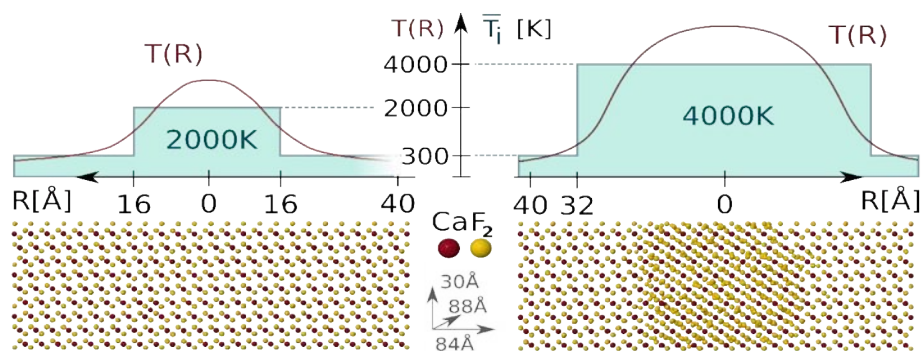 T(R)
2000K
R[Å]
16 0 16 40
T(R) T̅i [K]
4000
2000
300
T(R)
4000K
40 32 0 R[Å]
CaF2
30Å
88Å
84Å